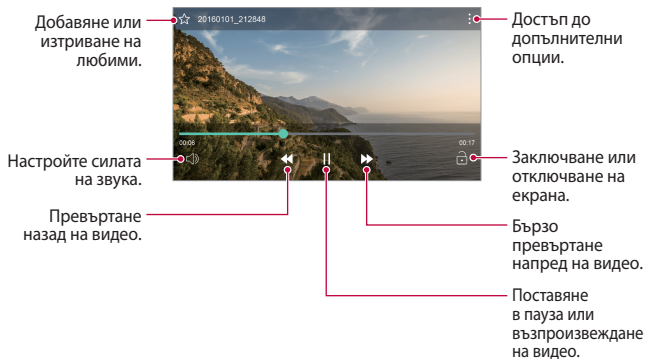 Добавяне или
изтриване на
любими.
20160101_212848
Достъп до
допълнителни
опции.
00:06
00:17
Настройте силата
на звука.
Заключване или
отключване на
екрана.
Превъртане
назад на видео.
Бързо
превъртане
напред на видео.
Поставяне
в пауза или
възпроизвеждане
на видео.